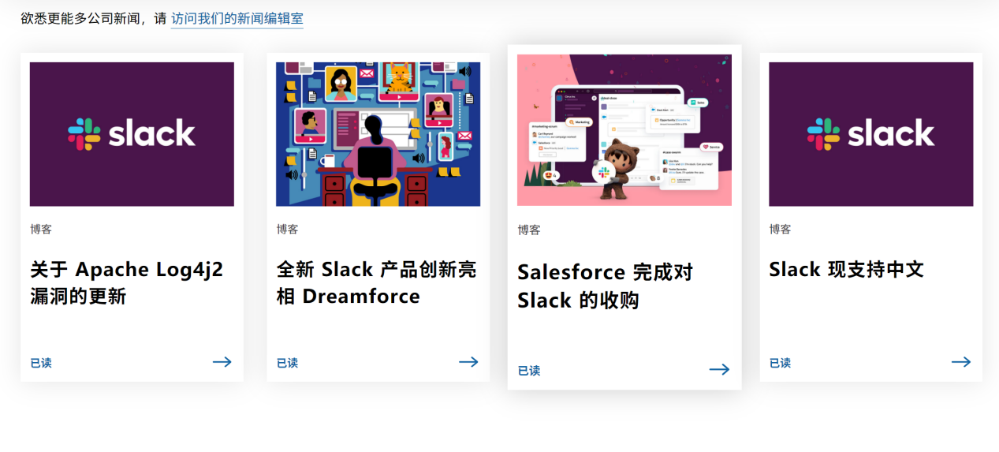 欲悉更能多公司新闻，请 访问我们的新闻编辑室
slack
博客
关于 Apache Log4j2
漏洞的更新
已读
博客
全新 Slack 产品创新亮
相 Dreamforce
已读
Marketing
Sales
Service
博客
Salesforce 完成对
Slack 的收购
已读
slack
博客
Slack 现支持中文
已读